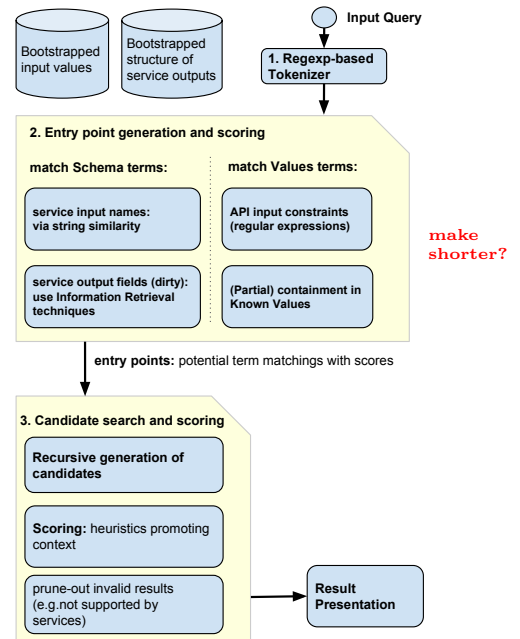 Input Query
Bootstrapped
input values
Bootstrapped
structure of
service outputs
1. Regexp-based
Tokenizer
2. Entry point generation and scoring
match Schema terms:
match Values terms:
service input names:
via string similarity
API input constraints
(regular expressions)
service output fields (dirty):
use Information Retrieval
techniques
(Partial) containment in
Known Values
make
shorter?
entry points: potential term matchings with scores
3. Candidate search and scoring
Recursive generation of
candidates
Scoring: heuristics promoting
context
prune-out invalid results
(e.g.not supported by
services)
Result
Presentation